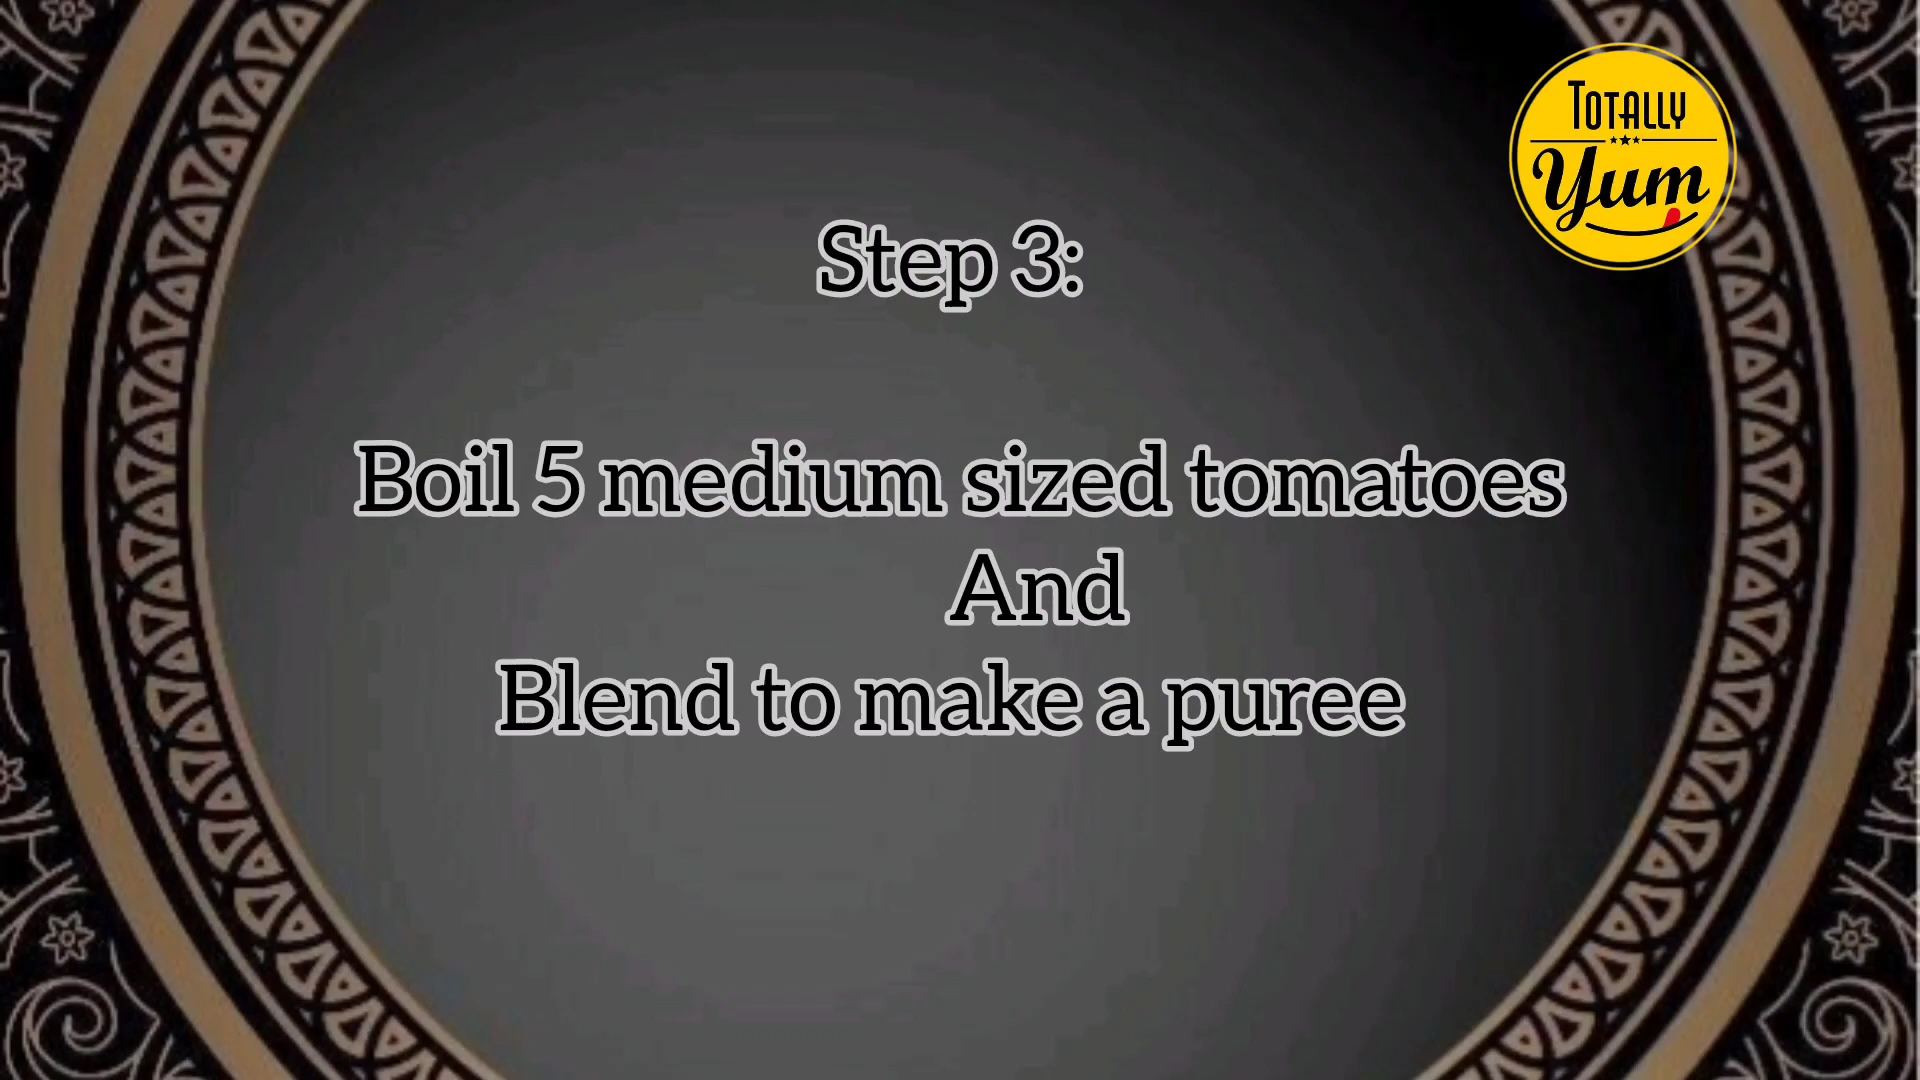 TOTALLY
Yum
Step 3:
Boil 5 medium sized tomatoes
And
Blend to make a puree